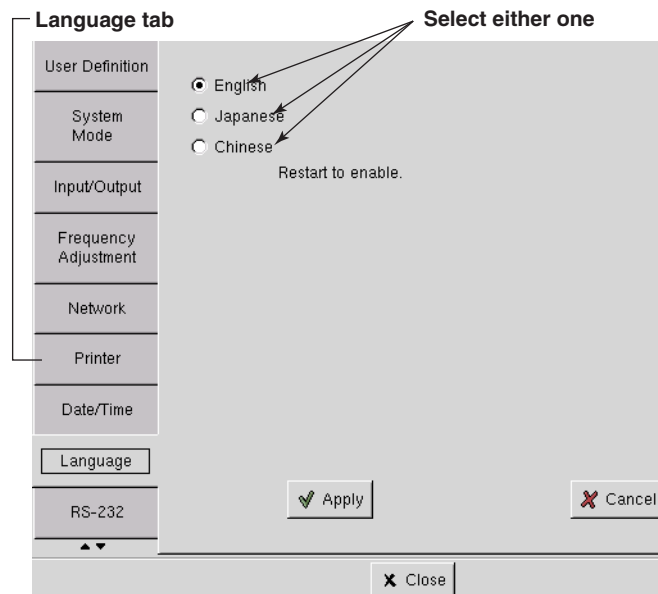 Language tab
Select either one
User Definition
System
Mode
Input/Output
Frequency
Adjustment
Network
Printer
Date/Time
Language
RS-232
English
Japanese
Chinese
Restart to enable.
Apply
Cancel
Close